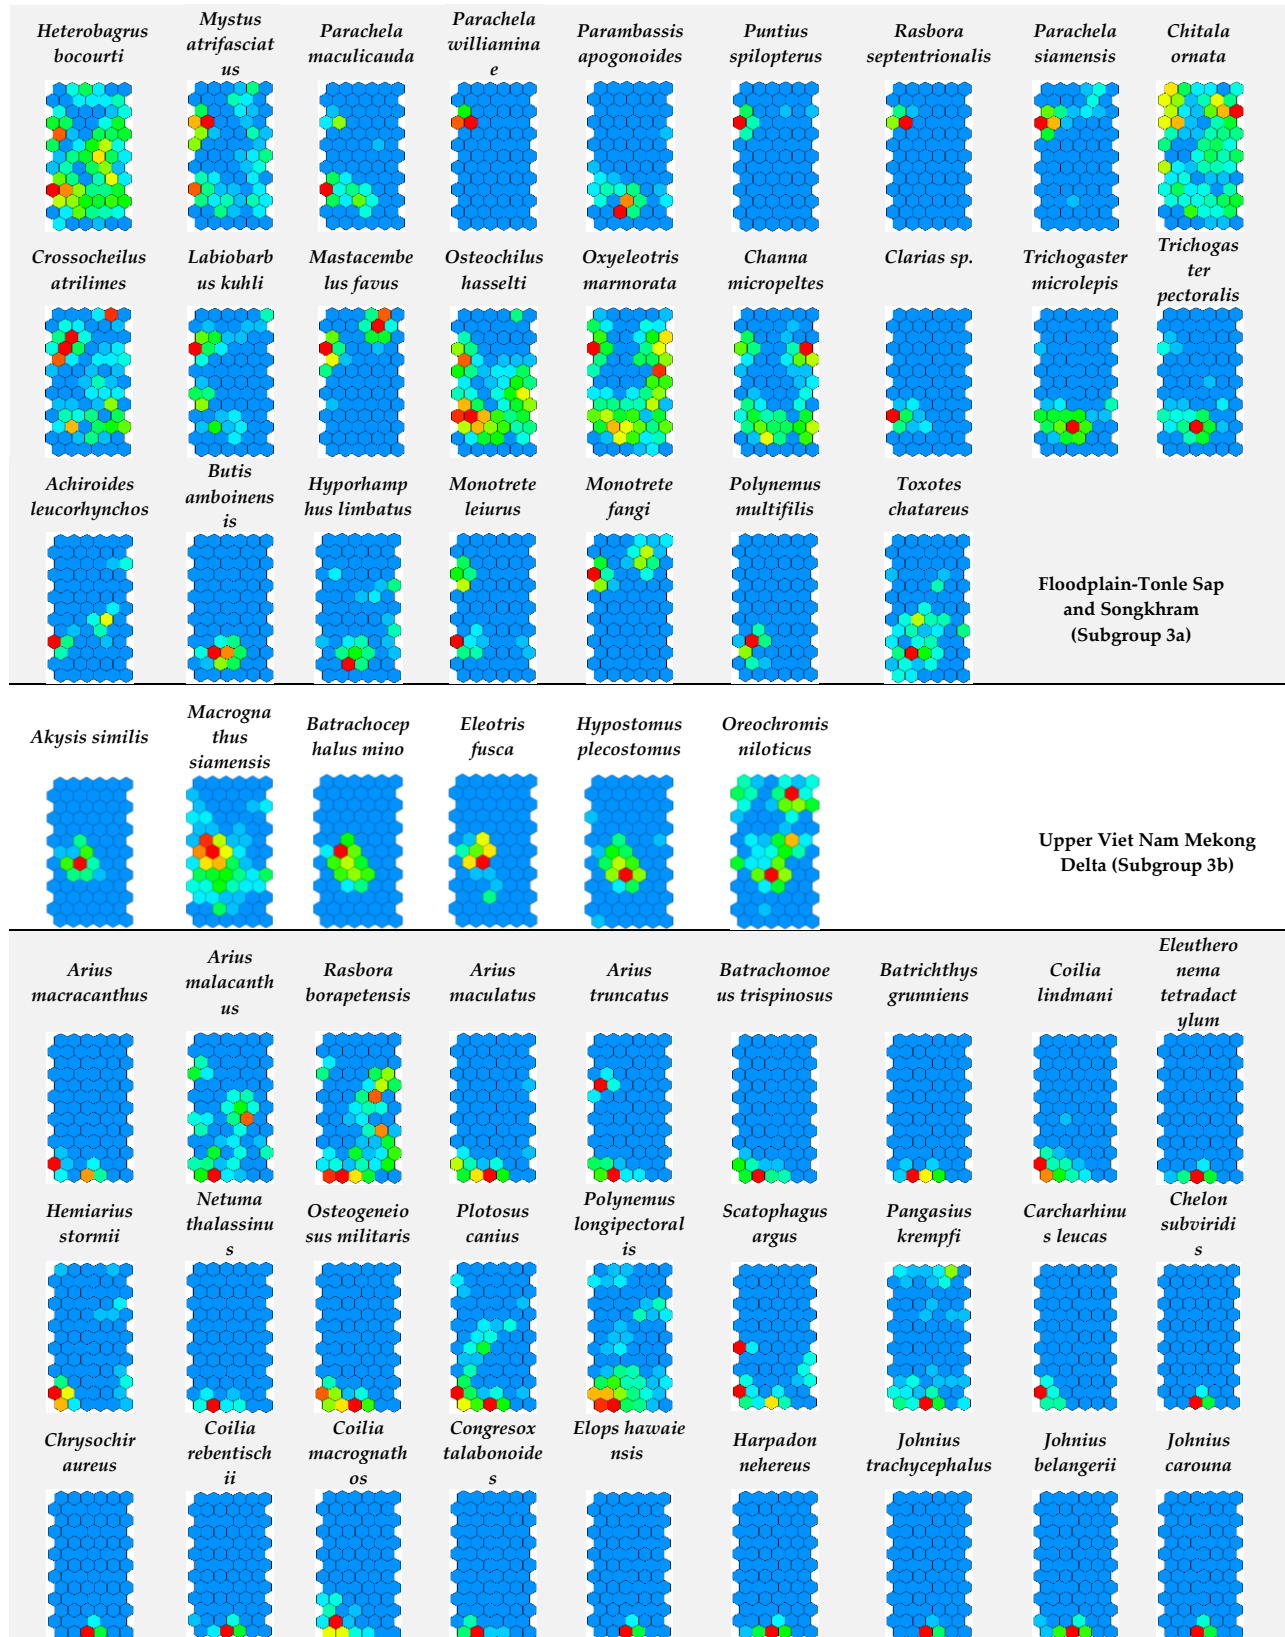 Heterobagrus
bocourti
Mystus
atrifasciat
us
Parachela
maculicauda
Parachela
williamina
e
Parambassis
apogonoides
Puntius
spilopterus
Rasbora
septentrionalis
Parachela
siamensis
Chitala
ornata
Crossocheilus
atrilimes
Labiobarb
us kuhli
Mastacembe
lus favus
Osteochilus
hasselti
Oxyeleotris
marmorata
Channa
micropeltes
Clarias sp.
Trichogaster
microlepis
Trichogas
ter
pectoralis
Achiroides
leucorhynchos
Butis
amboinens
is
Hyporhamp
hus limbatus
Monotrete
leiurus
Monotrete
fangi
Polynemus
multifilis
Toxotes
chatareus
Floodplain-Tonle Sap
and Songkhram
(Subgroup 3a)
Akysis similis
Macrogna
thus
siamensis
Batrachocep
halus mino
Eleotris
fusca
Hypostomus
plecostomus
Oreochromis
niloticus
Upper Viet Nam Mekong
Delta (Subgroup 3b)
Arius
macracanthus
Arius
malacanth
us
Rasbora
borapetensis
Arius
maculatus
Arius
truncatus
Batrachomoe
us trispinosus
Batrichthys
grunniens
Coilia
lindmani
Eleuthero
nema
tetradact
ylum
Hemiarius
stormii
Netuma
thalassinu
s
Osteogeneio
sus militaris
Plotosus
canius
Polynemus
longipectoral
is
Scatophagus
argus
Pangasius
krempfi
Carcharhinu
s leucas
Chelon
subviridi
s
Chrysochir
aureus
Coilia
rebentisch
ii
Coilia
macrognath
os
Congresox
talabonoide
s
Elops hawaie
nsis
Harpadon
nehereus
Johnius
trachycephalus
Johnius
belangerii
Johnius
carouna